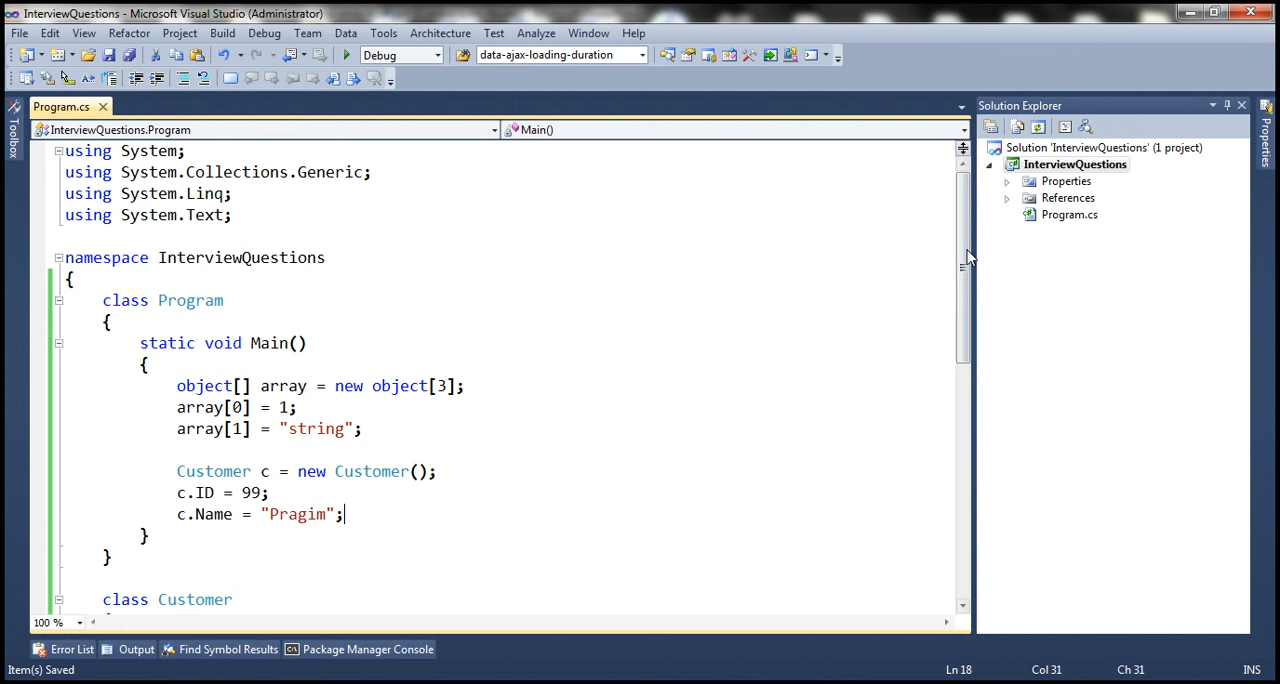 InterviewQuestions - Microsoft Visual Studio (Administrator)
File Edit View Refactor Project Build Debug Team Data Tools Architecture Test Analyze Window Help
Debug data-ajax-loading-duration
Toolbox
Program.cs
InterviewQuestions.Program Main()
using System;
using System.Collections.Generic;
using System.Linq;
using System.Text;
namespace InterviewQuestions
{
class Program
{
static void Main()
{
object[] array = new object[3];
array[0] = 1;
array[1] = "string";
Customer c = new Customer();
c.ID = 99;
c.Name = "Pragim";
}
}
class Customer
100 %
Solution Explorer
Solution 'InterviewQuestions' (1 project)
InterviewQuestions
Properties
References
Program.cs
Properties
Error List Output Find Symbol Results Package Manager Console
Item(s) Saved Ln 18 Col 31 Ch 31 INS